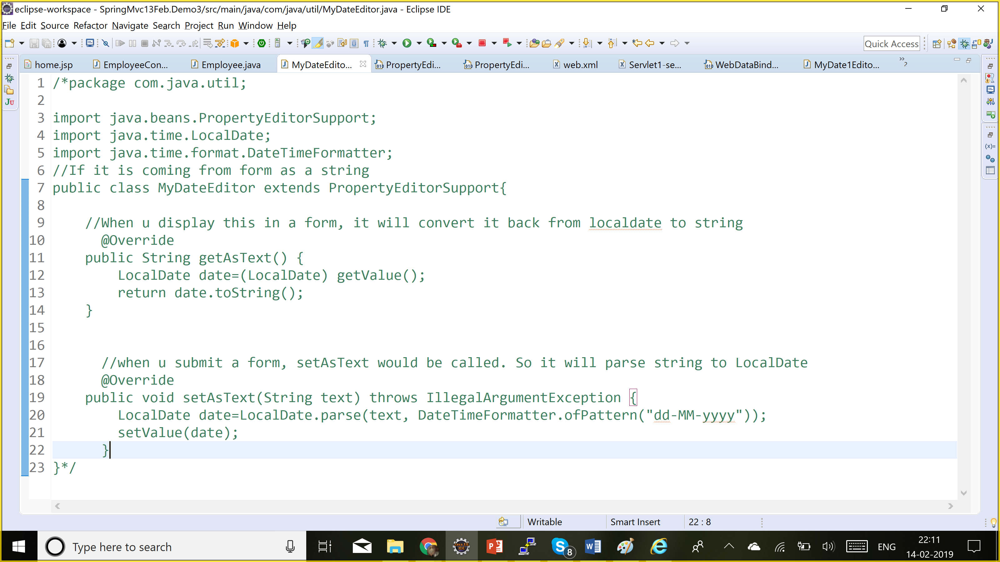 eclipse-workspace - SpringMvc13Feb.Demo3/src/main/java/com/java/util/MyDateEditor.java - Eclipse IDE
File Edit Source Refactor Navigate Search Project Run Window Help
Quick Access
home.jsp EmployeeCon... Employee.java MyDateEdito... PropertyEdi... PropertyEdi... web.xml Servlet1-se... WebDataBind... MyDate1Edito... »2
1 /*package com.java.util;
2
3 import java.beans.PropertyEditorSupport;
4 import java.time.LocalDate;
5 import java.time.format.DateTimeFormatter;
6 //If it is coming from form as a string
7 public class MyDateEditor extends PropertyEditorSupport{
8
9 //When u display this in a form, it will convert it back from localdate to string
10 @Override
11 public String getAsText() {
12 LocalDate date=(LocalDate) getValue();
13 return date.toString();
14 }
15
16
17 //when u submit a form, setAsText would be called. So it will parse string to LocalDate
18 @Override
19 public void setAsText(String text) throws IllegalArgumentException {
20 LocalDate date=LocalDate.parse(text, DateTimeFormatter.ofPattern("dd-MM-yyyy"));
21 setValue(date);
22 }
23 }*/
Writable Smart Insert 22 : 8
Type here to search
8
ENG
22:11
14-02-2019